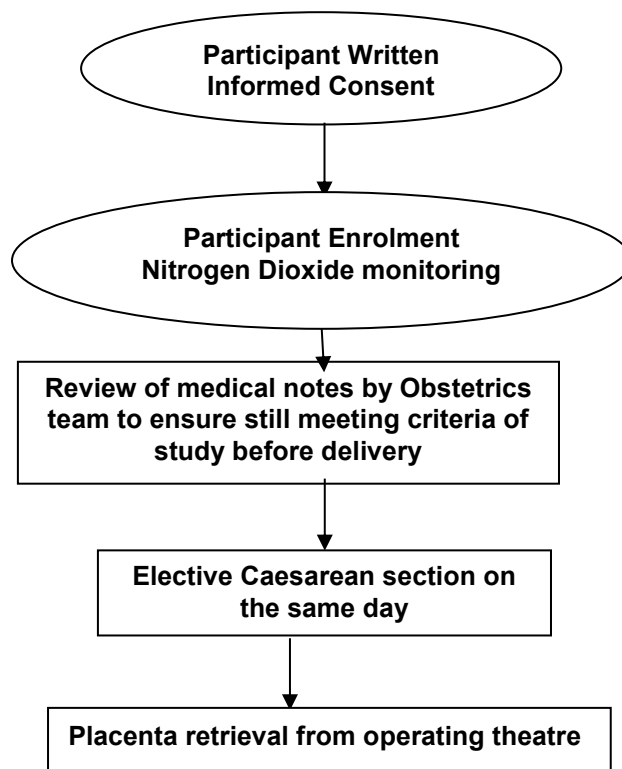 Participant Written
Informed Consent
Participant Enrolment
Nitrogen Dioxide monitoring
Review of medical notes by Obstetrics
team to ensure still meeting criteria of
study before delivery
Elective Caesarean section on
the same day
Placenta retrieval from operating theatre